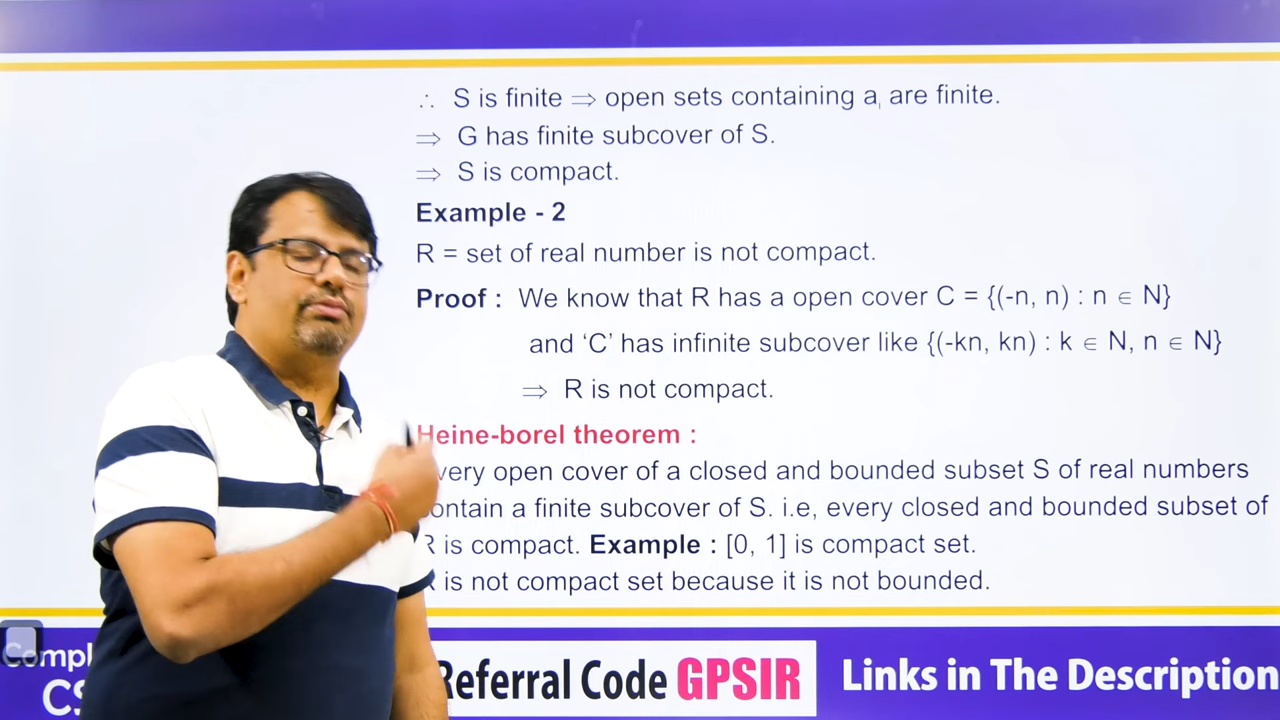 ∴ S is finite ⇒ open sets containing aᵢ are finite.
⇒ G has finite subcover of S.
⇒ S is compact.
Example - 2
R = set of real number is not compact.
Proof : We know that R has a open cover C = {(-n, n) : n ∈ N}
and ‘C’ has infinite subcover like {(-kn, kn) : k ∈ N, n ∈ N}
⇒ R is not compact.
Heine-borel theorem :
very open cover of a closed and bounded subset S of real numbers
ontain a finite subcover of S. i.e, every closed and bounded subset of
R is compact. Example : [0, 1] is compact set.
R is not compact set because it is not bounded.
Compl
CS
Referral Code GPSIR
Links in The Description